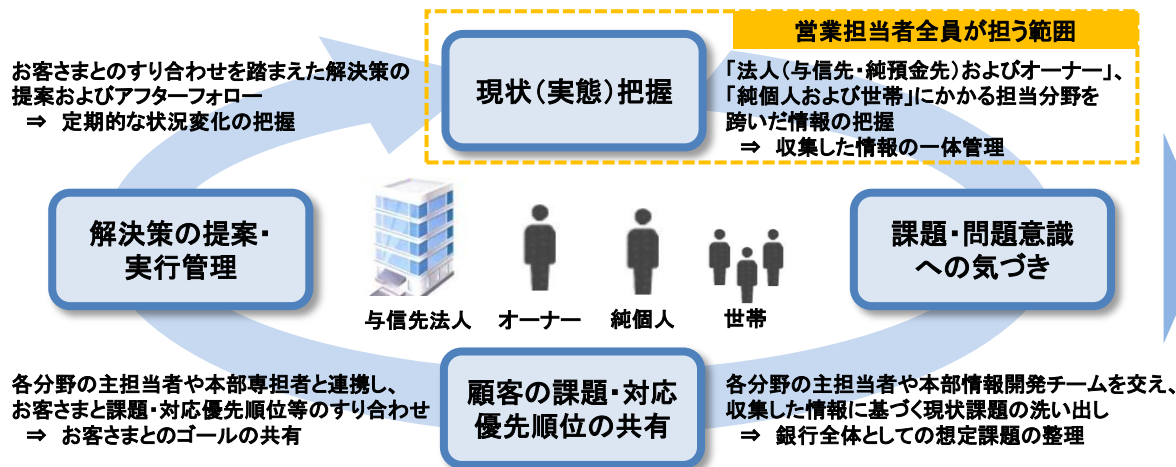 営業担当者全員が担う範囲
現状(実態)把握
「法人(与信先・純預金先)およびオーナー」、
「純個人および世帯」にかかる担当分野を
跨いだ情報の把握
⇒ 収集した情報の一体管理
お客さまとのすり合わせを踏まえた解決策の
提案およびアフターフォロー
⇒ 定期的な状況変化の把握
解決策の提案・
実行管理
課題・問題意識
への気づき
与信先法人
オーナー
純個人
世帯
各分野の主担当者や本部専担者と連携し、
お客さまと課題・対応優先順位等のすり合わせ
⇒ お客さまとのゴールの共有
顧客の課題・対応
優先順位の共有
各分野の主担当者や本部情報開発チームを交え、
収集した情報に基づく現状課題の洗い出し
⇒ 銀行全体としての想定課題の整理